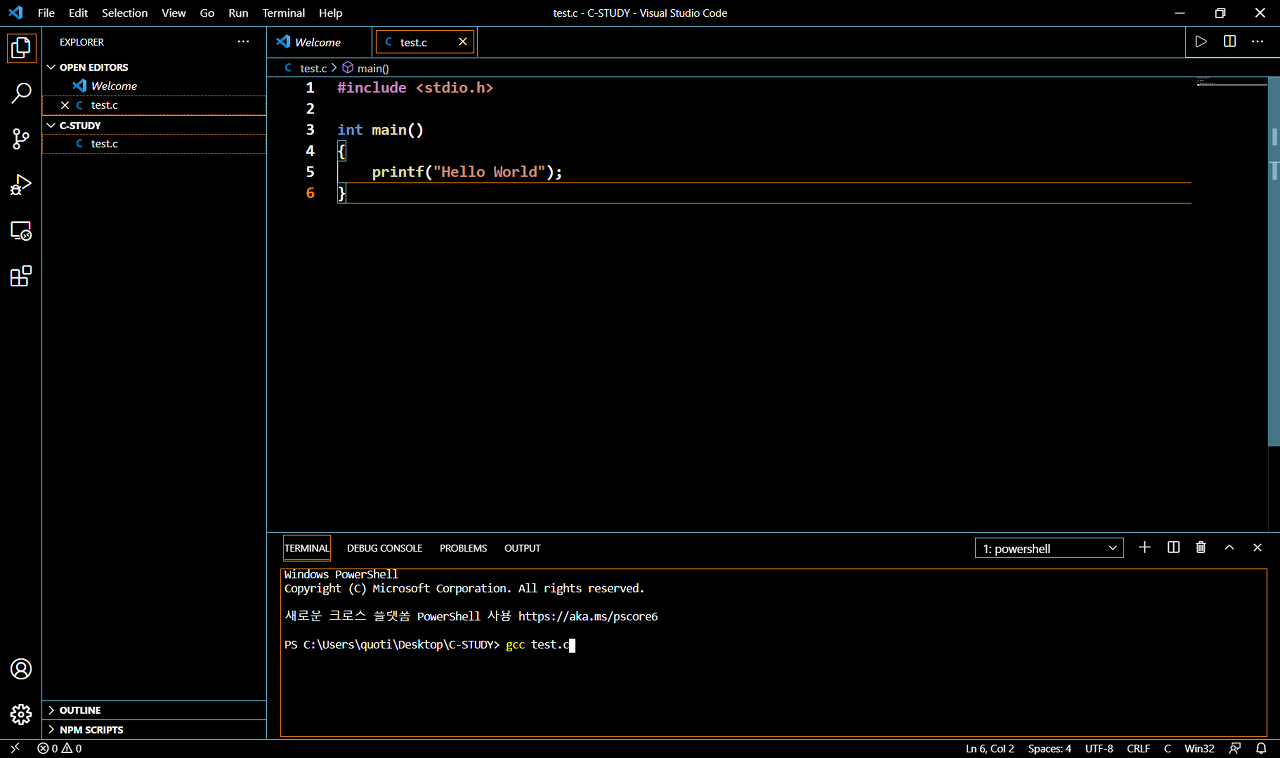 File Edit Selection View Go Run Terminal Help test.c - C-STUDY - Visual Studio Code
EXPLORER
OPEN EDITORS
Welcome
test.c
C-STUDY
test.c
OUTLINE
NPM SCRIPTS
Welcome test.c
test.c > main()
1 #include <stdio.h>
2
3 int main()
4 {
5 printf("Hello World");
6 }
TERMINAL DEBUG CONSOLE PROBLEMS OUTPUT 1: powershell
Windows PowerShell
Copyright (C) Microsoft Corporation. All rights reserved.
새로운 크로스 플랫폼 PowerShell 사용 https://aka.ms/pscore6
PS C:\Users\quoti\Desktop\C-STUDY> gcc test.c
0 0 Ln 6, Col 2 Spaces: 4 UTF-8 CRLF C Win32